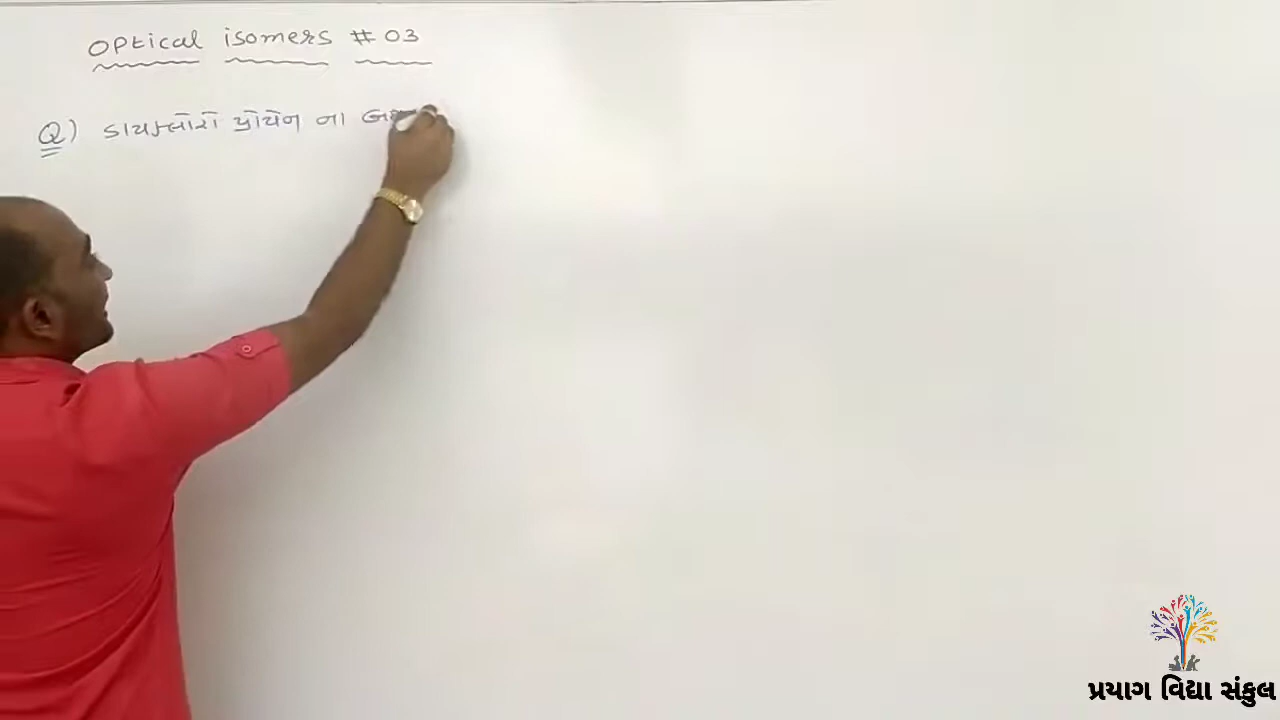 Optical isomers # 03
Q) ડાયક્લોરો પ્રોપેન ના
પ્રયાગ વિદ્યા સંકુલ